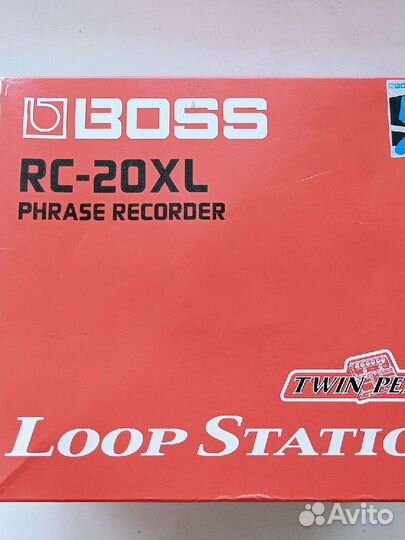 BOSS
RC-20XL
PHRASE RECORDER
TWIN PE
LOOP STATIO
Avito